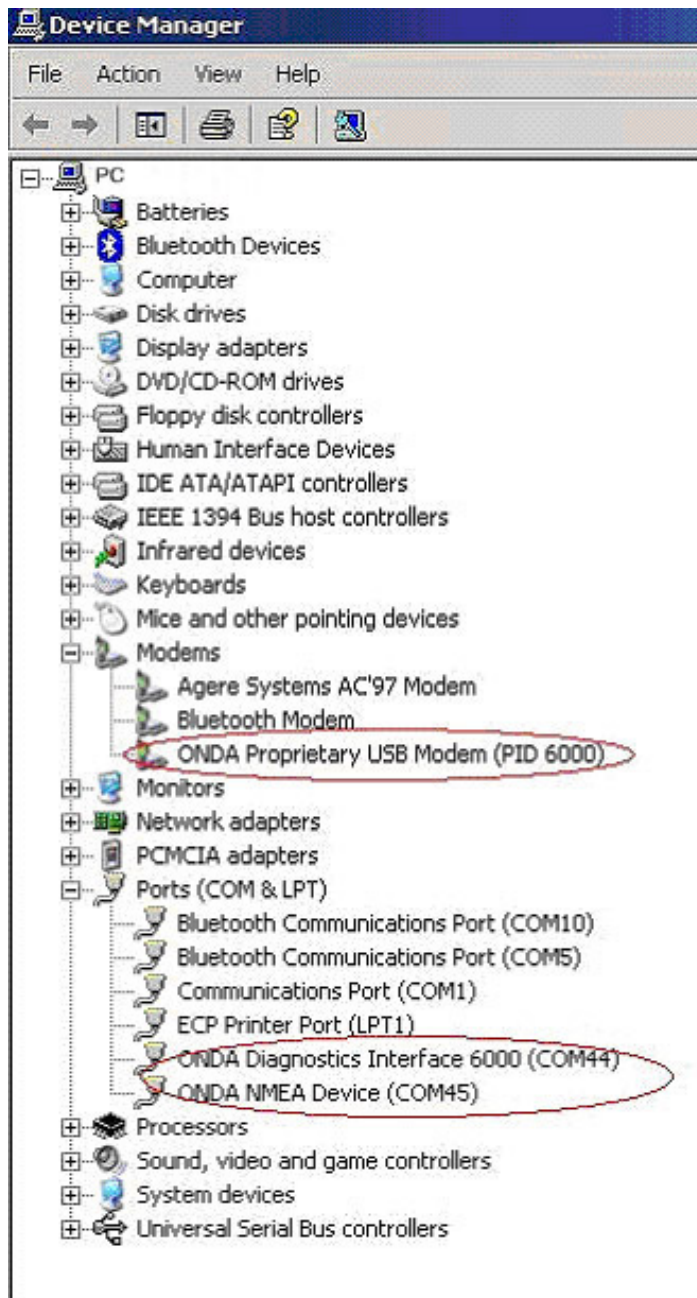 Device Manager
File Action View Help
PC
Batteries
Bluetooth Devices
Computer
Disk drives
Display adapters
DVD/CD-ROM drives
Floppy disk controllers
Human Interface Devices
IDE ATA/ATAPI controllers
IEEE 1394 Bus host controllers
Infrared devices
Keyboards
Mice and other pointing devices
Modems
Agere Systems AC'97 Modem
Bluetooth Modem
ONDA Proprietary USB Modem (PID 6000)
Monitors
Network adapters
PCMCIA adapters
Ports (COM & LPT)
Bluetooth Communications Port (COM10)
Bluetooth Communications Port (COM5)
Communications Port (COM1)
ECP Printer Port (LPT1)
ONDA Diagnostics Interface 6000 (COM44)
ONDA NMEA Device (COM45)
Processors
Sound, video and game controllers
System devices
Universal Serial Bus controllers